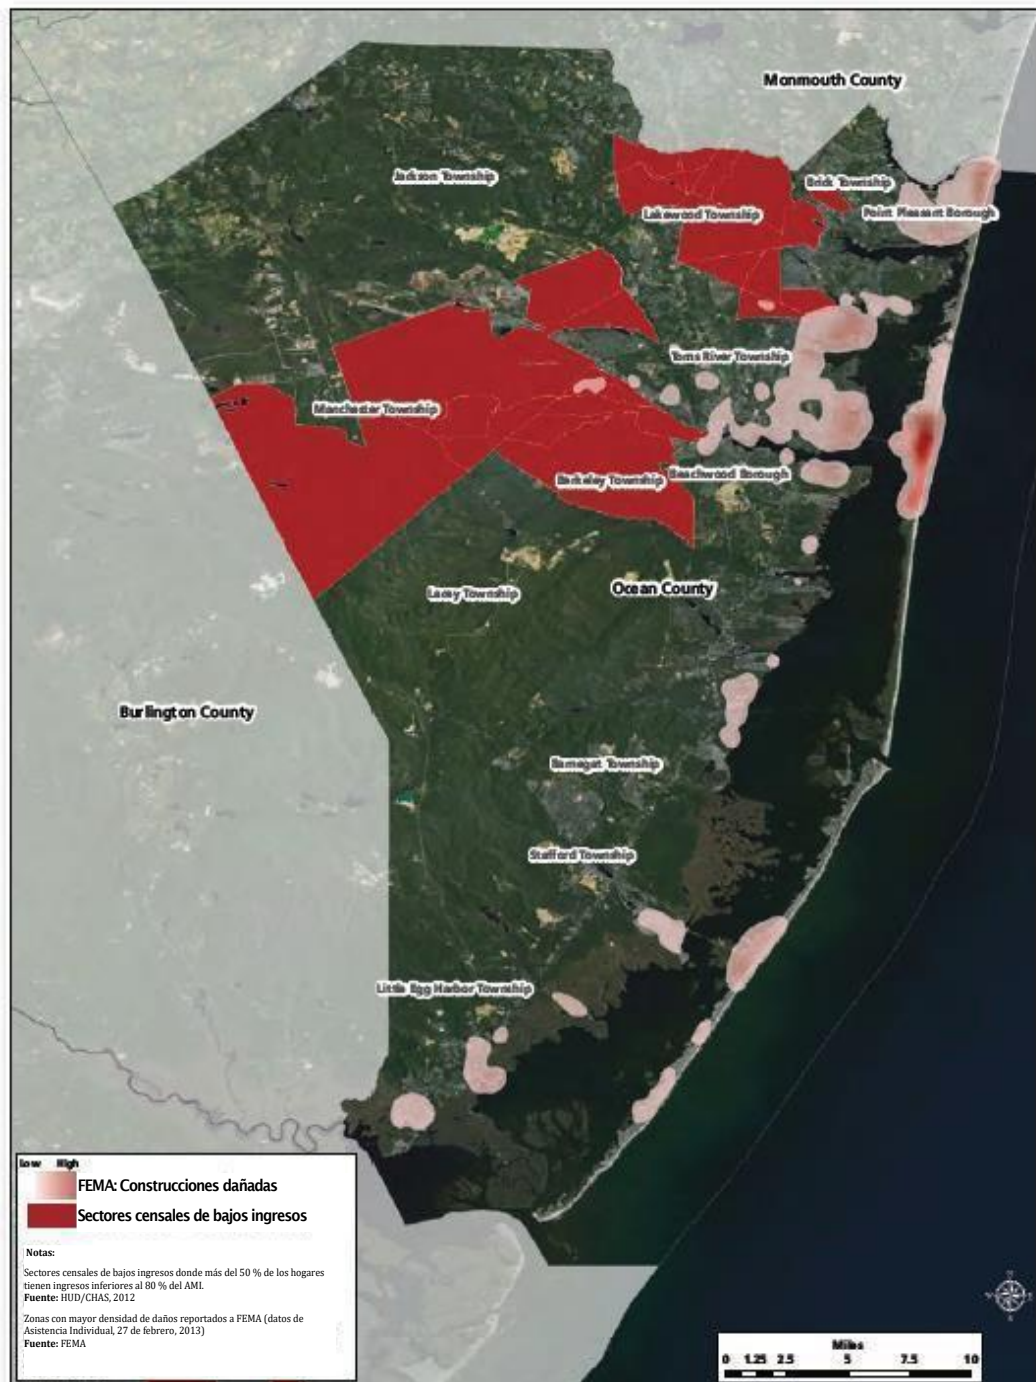 Monmouth County
Jackson Township
Brick Township
Lakewood Township
Point Pleasant Borough
Toms River Township
Manchester Township
Berkeley Township
Beachwood Borough
Lacey Township
Ocean County
Burlington County
Barnegat Township
Stafford Township
Little Egg Harbor Township
Low High
FEMA: Construcciones dañadas
Sectores censales de bajos ingresos
Notas:
Sectores censales de bajos ingresos donde más del 50 % de los hogares
tienen ingresos inferiores al 80 % del AMI.
Fuente: HUD/CHAS, 2012
Zonas con mayor densidad de daños reportados a FEMA (datos de
Asistencia Individual, 27 de febrero, 2013)
Fuente: FEMA
Miles
0 1.25 2.5 5 7.5 10